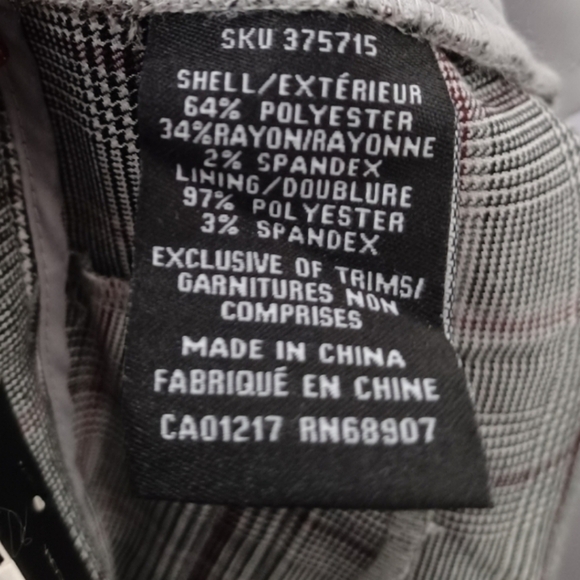 SKU 375715
SHELL/EXTÉRIEUR
64% POLYESTER
34%RAYON/RAYONNE
2% SPANDEX
LINING/DOUBLURE
97% POLYESTER
3% SPANDEX
EXCLUSIVE OF TRIMS/
GARNITURES NON
COMPRISES
MADE IN CHINA
FABRIQUÉ EN CHINE
CA01217 RN68907